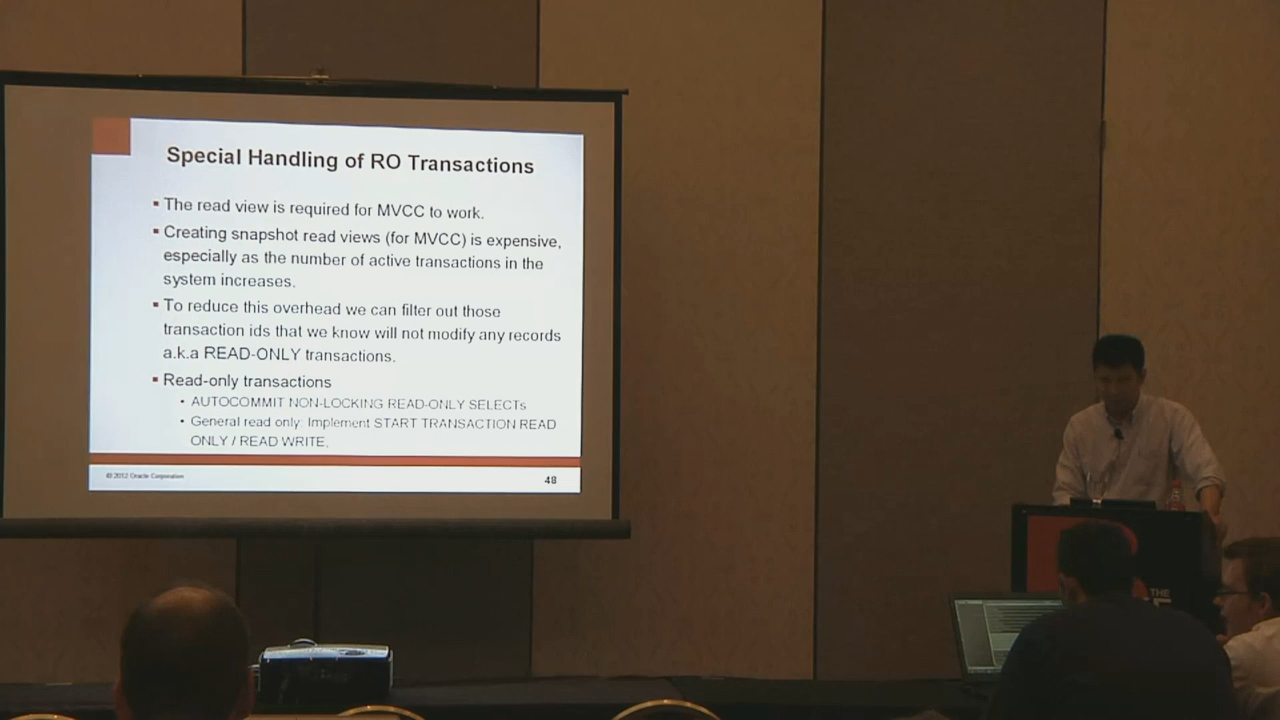 Special Handling of RO Transactions
▪ The read view is required for MVCC to work.
▪ Creating snapshot read views (for MVCC) is expensive,
especially as the number of active transactions in the
system increases.
▪ To reduce this overhead we can filter out those
transaction ids that we know will not modify any records
a.k.a READ-ONLY transactions.
▪ Read-only transactions
• AUTOCOMMIT NON-LOCKING READ-ONLY SELECTs
• General read only: Implement START TRANSACTION READ
ONLY / READ WRITE.
© 2012 Oracle Corporation
48
THE